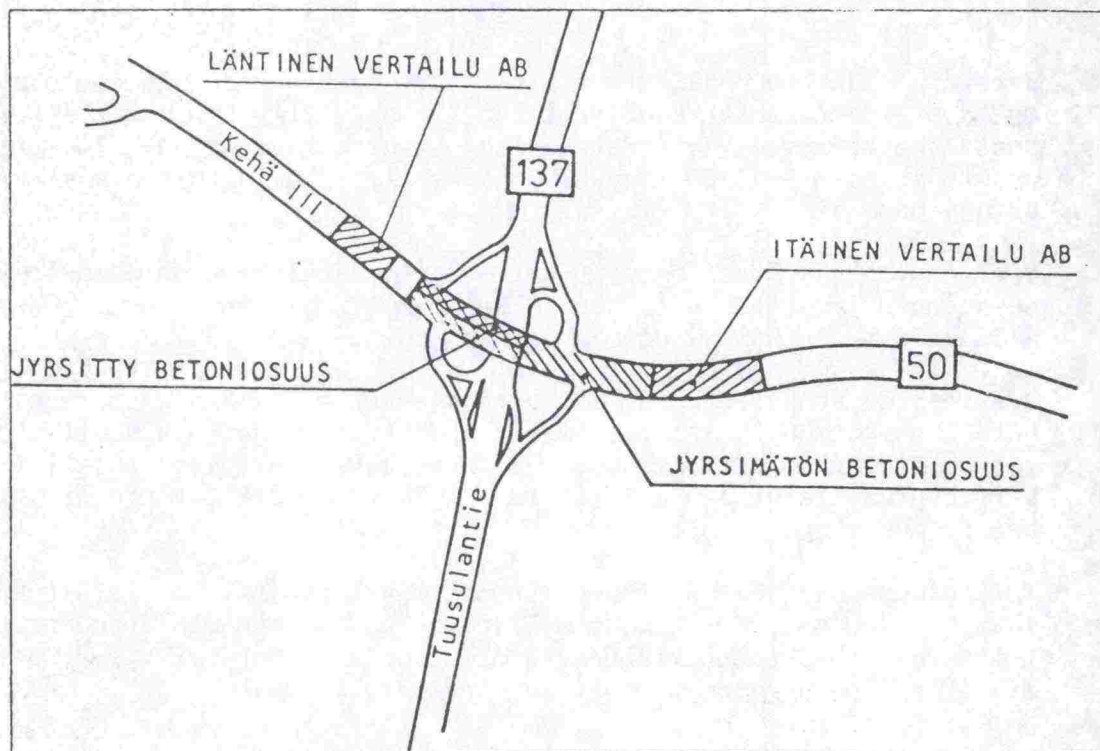 LÄNTINEN VERTAILU AB
Kehä III
137
ITÄINEN VERTAILU AB
JYRSITTY BETONIOSUUS
50
JYRSIMÄTÖN BETONIOSUUS
Tuusulantie